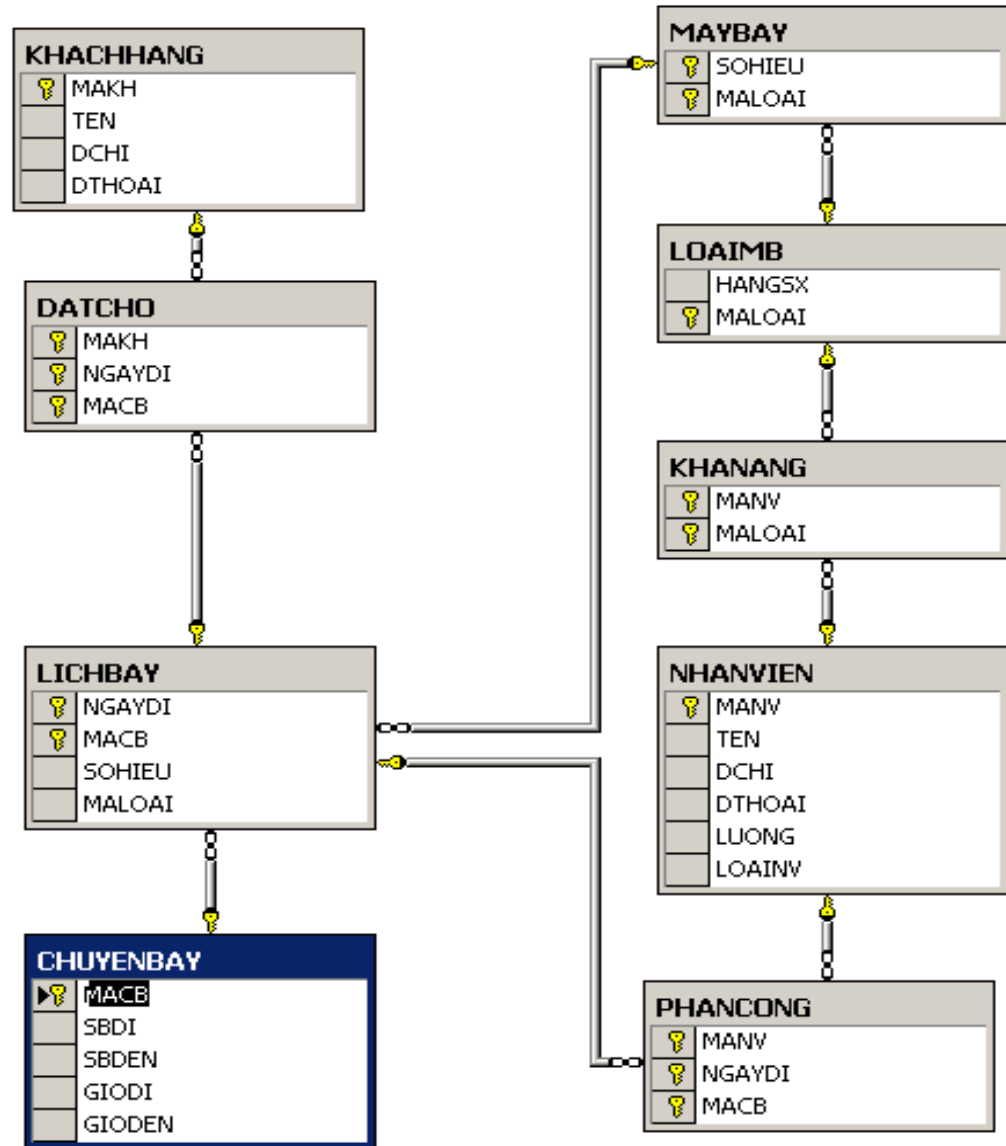 KHACHHANG
MAKH
TEN
DCHI
DTHOAI
DATCHO
MAKH
NGAYDI
MACB
LICHBAY
NGAYDI
MACB
SOHIEU
MALOAI
CHUYENBAY
MACB
SBDI
SBDEN
GIODI
GIODEN
MAYBAY
SOHIEU
MALOAI
LOAIMB
HANGSX
MALOAI
KHANANG
MANV
MALOAI
NHANVIEN
MANV
TEN
DCHI
DTHOAI
LUONG
LOAINV
PHANCONG
MANV
NGAYDI
MACB